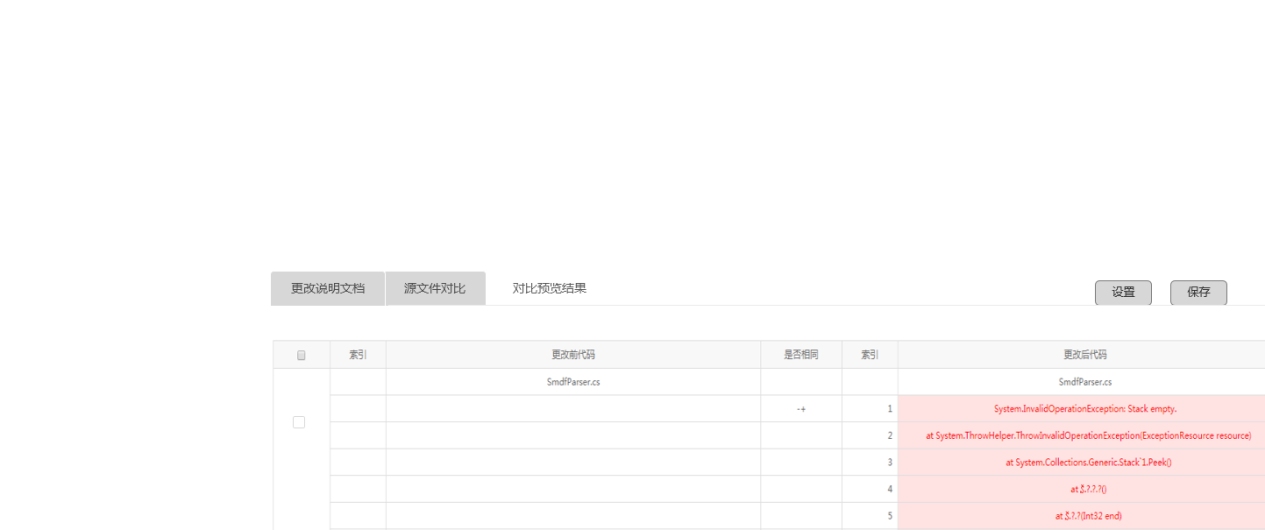 更改说明文档 源文件对比 对比预览结果 设置 保存
索引 更改前代码 是否相同 索引 更改后代码
SmdfParser.cs SmdfParser.cs
-+ 1 System.InvalidOperationException: Stack empty.
2 at System.ThrowHelper.ThrowInvalidOperationException(ExceptionResource resource)
3 at System.Collections.Generic.Stack`1.Peek()
4 at .?.?.?()
5 at .?.?(Int32 end)